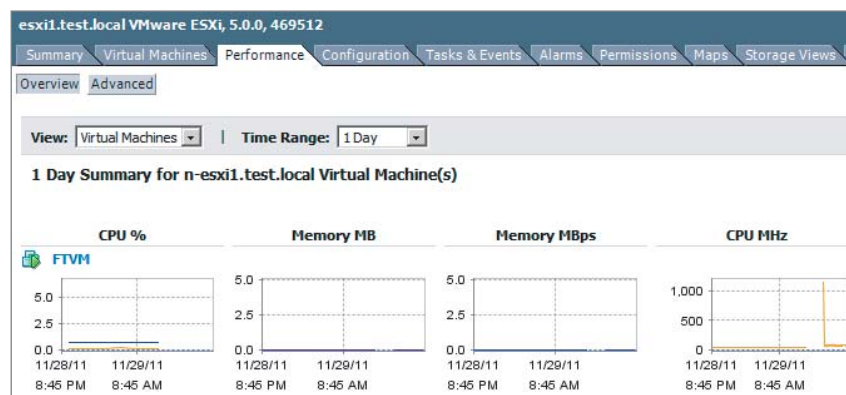 esxi1.test.local VMware ESXi, 5.0.0, 469512
Summary Virtual Machines Performance Configuration Tasks & Events Alarms Permissions Maps Storage Views
Overview Advanced
View: Virtual Machines | Time Range: 1 Day
1 Day Summary for n-esxi1.test.local Virtual Machine(s)
CPU % Memory MB Memory MBps CPU MHz
FTVM
5.0
2.5
0.0
11/28/11 11/29/11
8:45 PM 8:45 AM
5.0
2.5
0.0
11/28/11 11/29/11
8:45 PM 8:45 AM
5.0
2.5
0.0
11/28/11 11/29/11
8:45 PM 8:45 AM
1,000
500
0
11/28/11 11/29/11
8:45 PM 8:45 AM